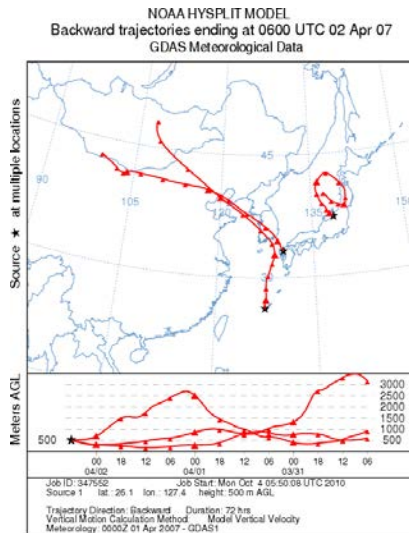 NOAA HYSPLIT MODEL
Backward trajectories ending at 0600 UTC 02 Apr 07
GDAS Meteorological Data
Source ★ at multiple locations
90
105
120
135
150
45
Meters AGL
500
3000
2500
2000
1500
1000
500
00 18 12 06 00 18 12 06 00 18 12 06
04/02 04/01 03/31
Job ID: 347552 Job Start: Mon Oct 4 05:50:08 UTC 2010
Source 1 lat.: 26.1 lon.: 127.4 height: 500 m AGL
Trajectory Direction: Backward Duration: 72 hrs
Vertical Motion Calculation Method: Model Vertical Velocity
Meteorology: 0000Z 01 Apr 2007 - GDAS1